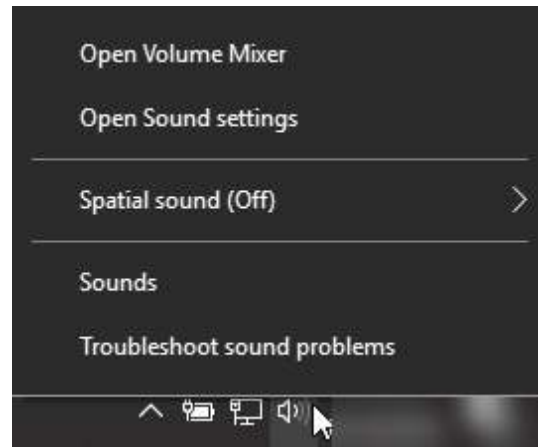 Open Volume Mixer
Open Sound settings
Spatial sound (Off)
Sounds
Troubleshoot sound problems